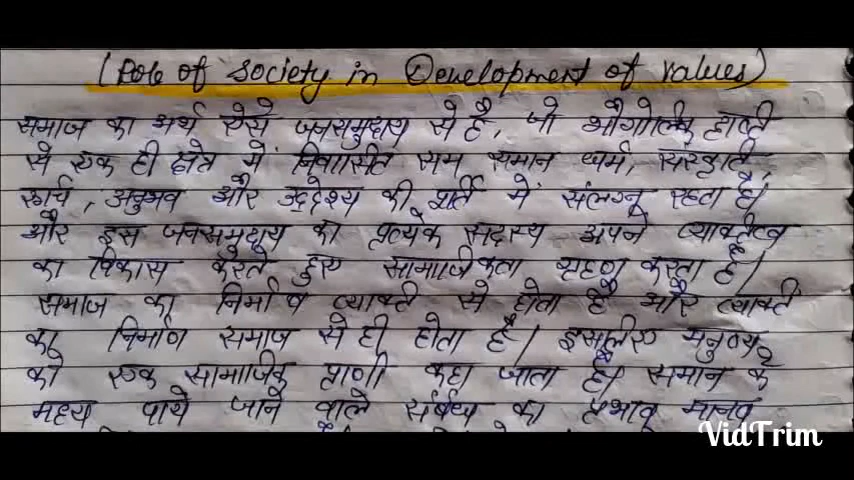 (Role of Society in Development of values)
समाज का अर्थ ऐसे जनसमुदाय से है, जो भौगोलिक दृष्टि
से एक ही क्षेत्र में निवासित सम समान धर्म, संस्कृति,
कार्य, अनुभव और उद्देश्य की में संलग्न रहता है।
और इस जनसमुदाय का प्रत्येक सदस्य अपने व्यक्तित्व
का विकास करते हुए सामाजिकता ग्रहण करता है।
समाज का निर्माण व्यक्ति से होता है और व्यक्ति
का निर्माण समाज से ही होता है। इसलिए मनुष्य
को एक सामाजिक प्राणी कहा जाता है। समान के
मध्य पाये जाने वाले संबंध का प्रभाव मानव
VidTrim